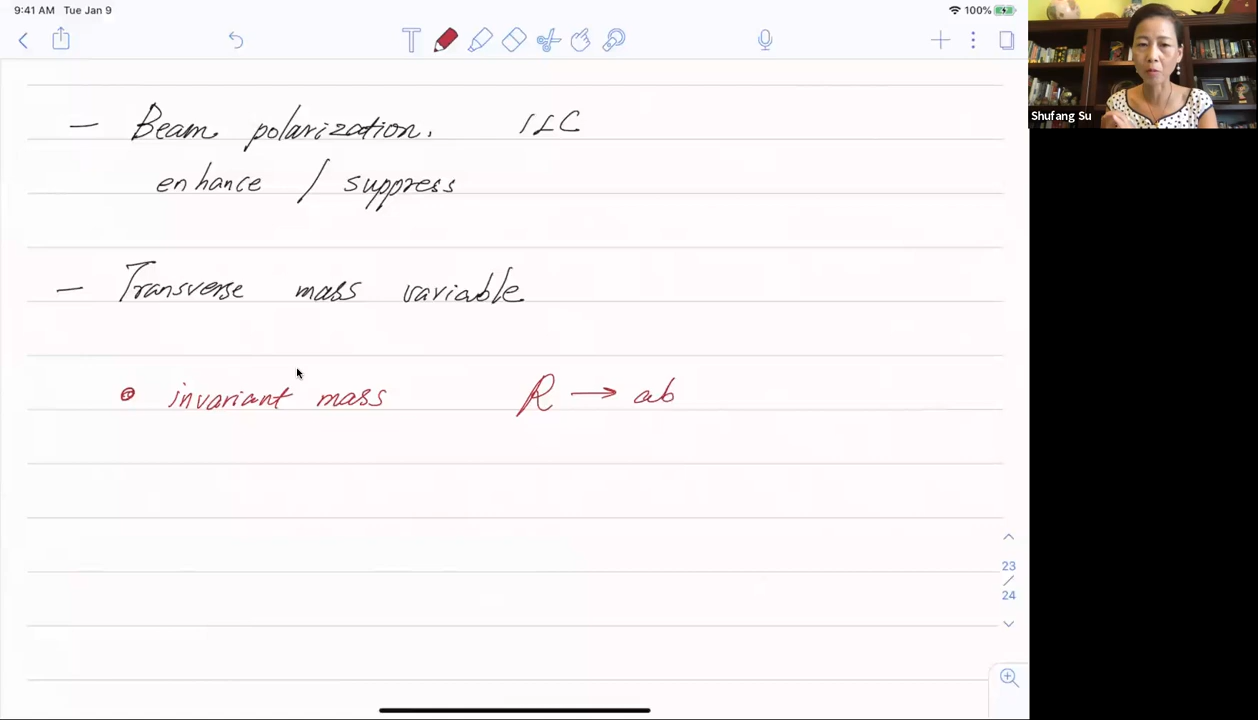 9:41 AM Tue Jan 9
100%
T
Shufang Su
— Beam polarization. ILC
enhance / suppress
— Transverse mass variable
• invariant mass R → ab
23
/
24